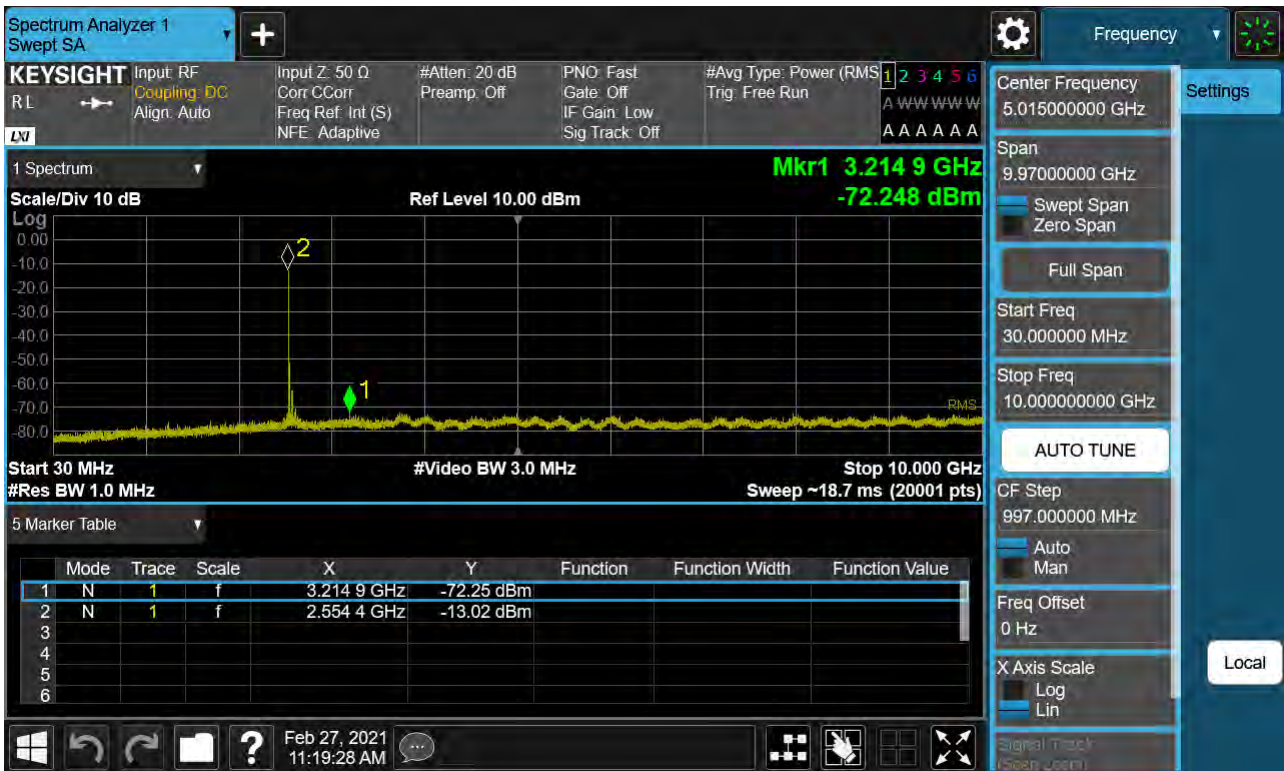 Spectrum Analyzer 1
Swept SA
+
Frequency
KEYSIGHT
RL
LXI
Input: RF
Coupling: DC
Align: Auto
Input Z: 50 Ω
Corr CCorr
Freq Ref: Int (S)
NFE: Adaptive
#Atten: 20 dB
Preamp: Off
PNO: Fast
Gate: Off
IF Gain: Low
Sig Track: Off
#Avg Type: Power (RMS
Trig: Free Run
1 2 3 4 5 6
A W W W W W
A A A A A A
1 Spectrum
Mkr1 3.214 9 GHz
Scale/Div 10 dB
Ref Level 10.00 dBm
-72.248 dBm
Log
0.00
-10.0
-20.0
-30.0
-40.0
-50.0
-60.0
-70.0
-80.0
2
1
RMS
Start 30 MHz
#Video BW 3.0 MHz
Stop 10.000 GHz
#Res BW 1.0 MHz
Sweep ~18.7 ms (20001 pts)
5 Marker Table
Mode Trace Scale X Y Function Function Width Function Value
1 N 1 f 3.214 9 GHz -72.25 dBm
2 N 1 f 2.554 4 GHz -13.02 dBm
3
4
5
6
?
Feb 27, 2021
11:19:28 AM
Center Frequency
5.015000000 GHz
Span
9.97000000 GHz
Swept Span
Zero Span
Full Span
Start Freq
30.000000 MHz
Stop Freq
10.000000000 GHz
AUTO TUNE
CF Step
997.000000 MHz
Auto
Man
Freq Offset
0 Hz
X Axis Scale
Log
Lin
Signal Track
(Span Zoom)
Settings
Local